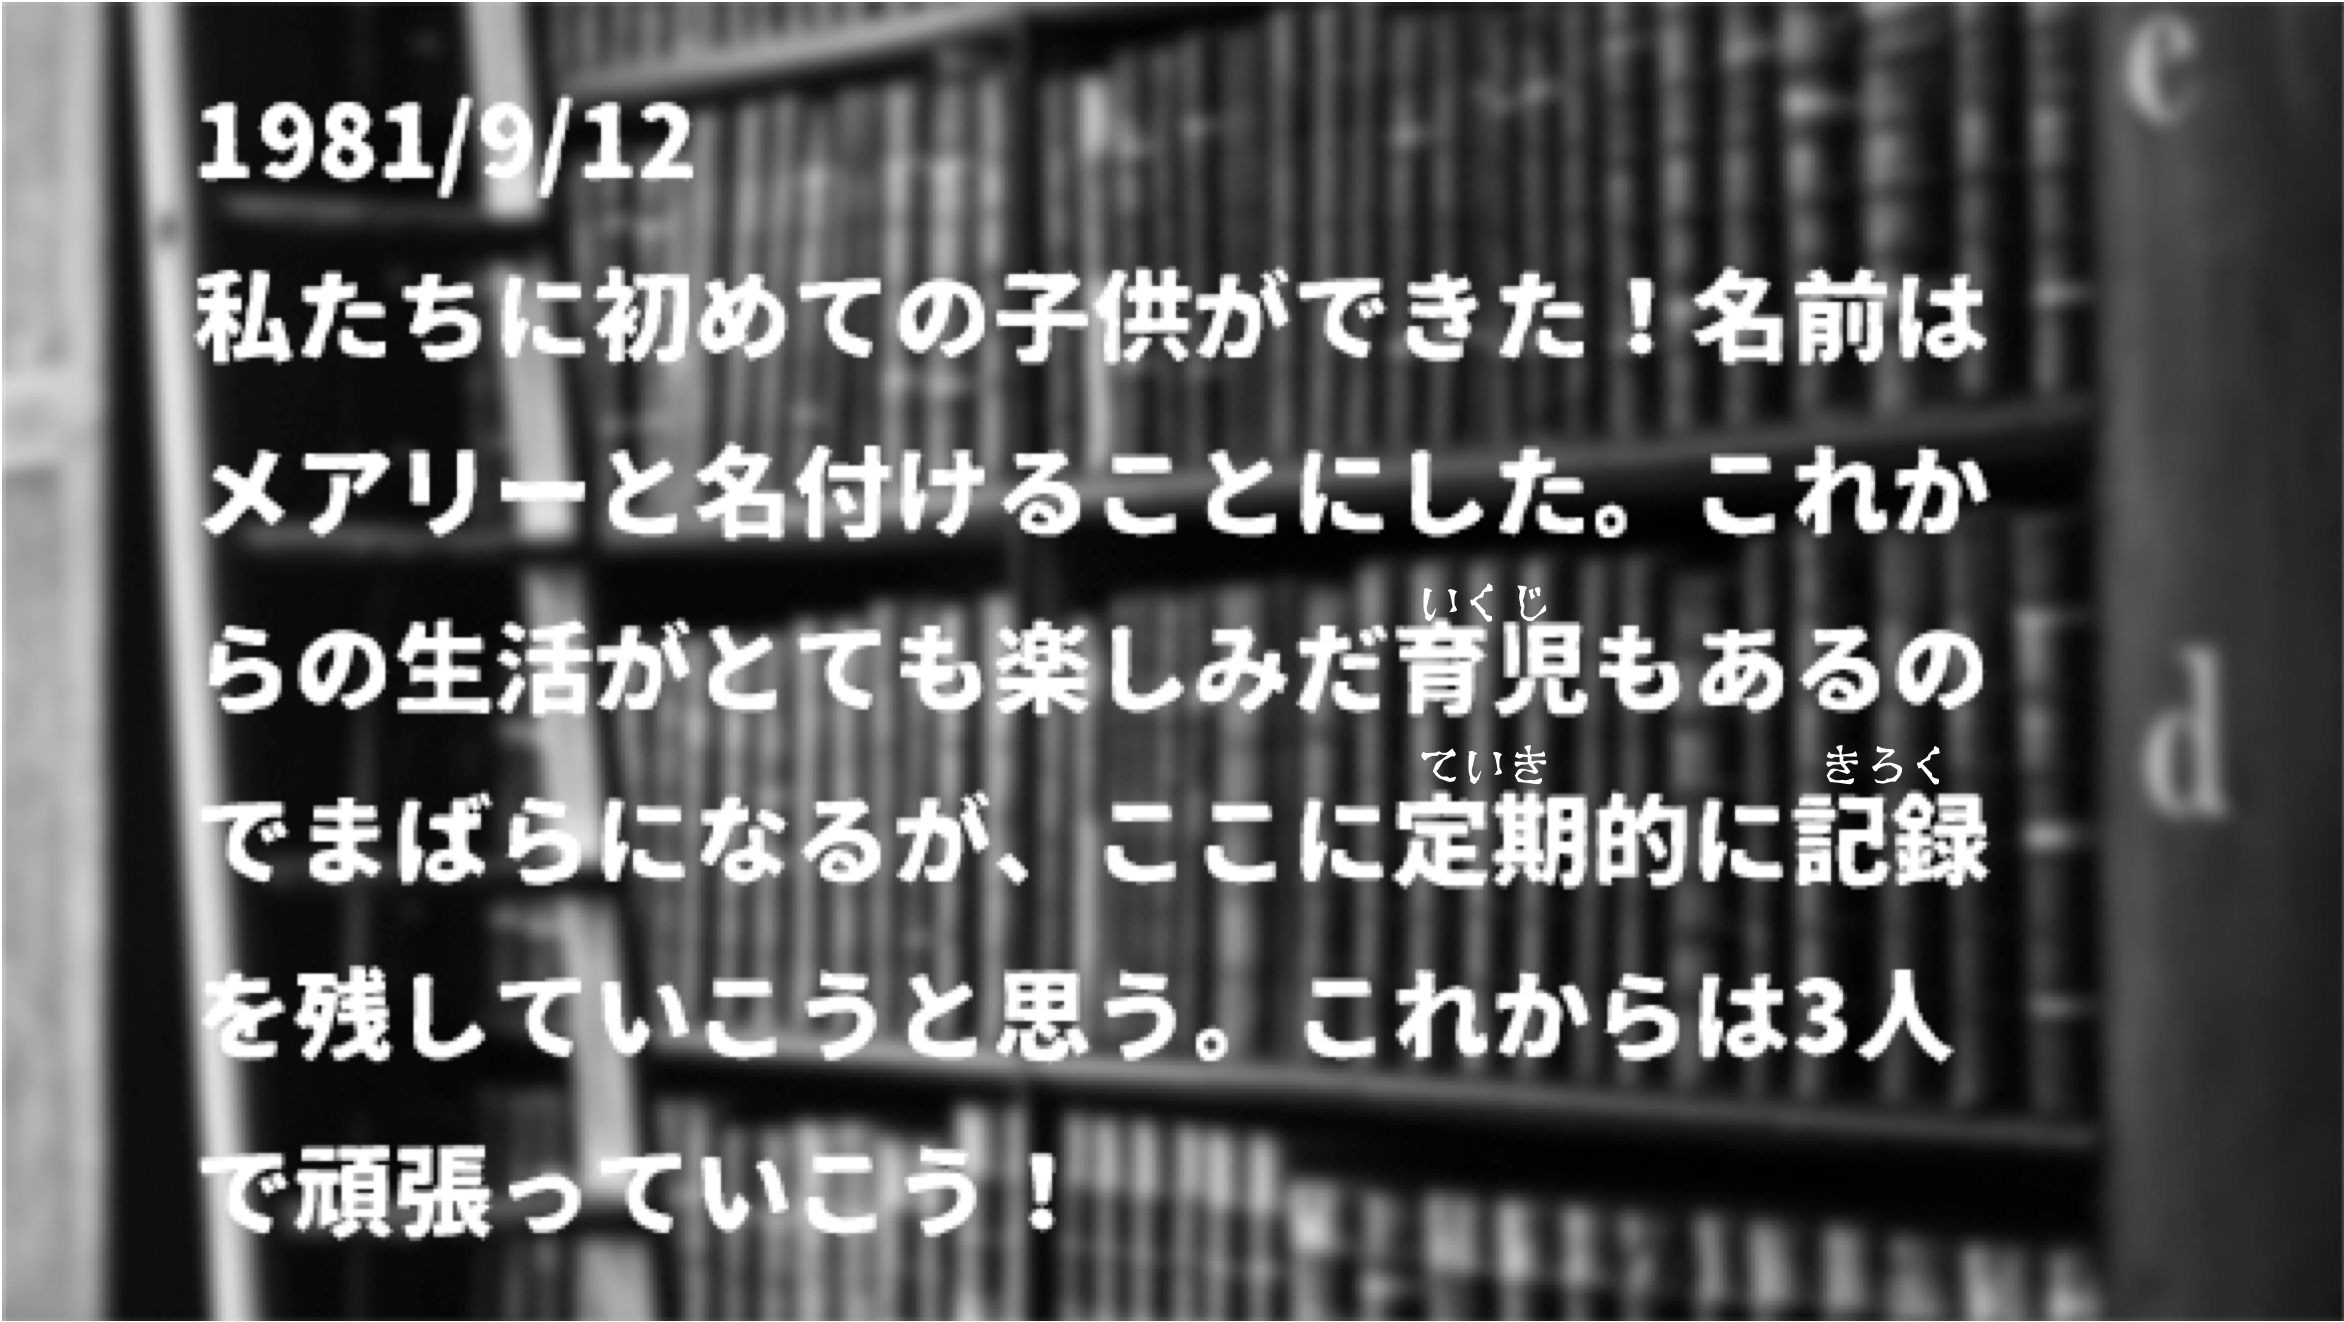 1981/9/12
私たちに初めての子供ができた！名前は
メアリーと名付けることにした。これか
いくじ
らの生活がとても楽しみだ育児もあるの
ていき きろく
でまばらになるが、ここに定期的に記録
を残していこうと思う。これからは3人
で頑張っていこう！
c
d